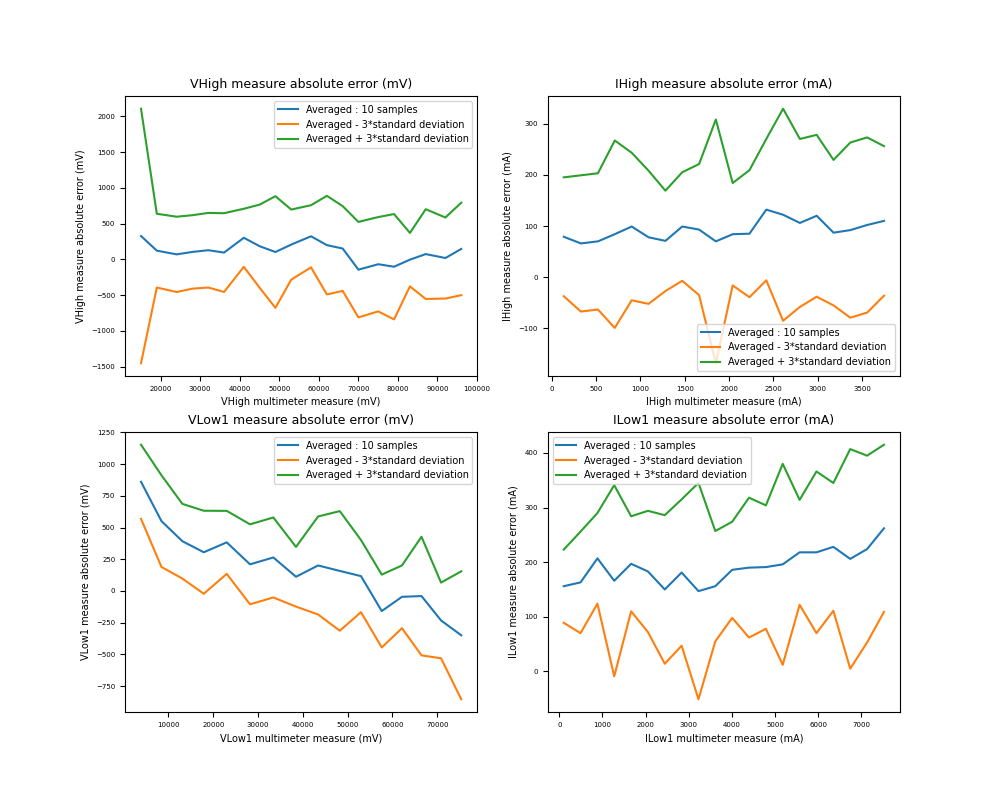 VHigh measure absolute error (mV)
VHigh measure absolute error (mV)
2000
1500
1000
500
0
−500
−1000
−1500
Averaged : 10 samples
Averaged - 3*standard deviation
Averaged + 3*standard deviation
20000 30000 40000 50000 60000 70000 80000 90000 100000
VHigh multimeter measure (mV)
IHigh measure absolute error (mA)
IHigh measure absolute error (mA)
300
200
100
0
−100
Averaged : 10 samples
Averaged - 3*standard deviation
Averaged + 3*standard deviation
0 500 1000 1500 2000 2500 3000 3500
IHigh multimeter measure (mA)
VLow1 measure absolute error (mV)
VLow1 measure absolute error (mV)
1250
1000
750
500
250
0
−250
−500
−750
Averaged : 10 samples
Averaged - 3*standard deviation
Averaged + 3*standard deviation
10000 20000 30000 40000 50000 60000 70000
VLow1 multimeter measure (mV)
ILow1 measure absolute error (mA)
ILow1 measure absolute error (mA)
400
300
200
100
0
Averaged : 10 samples
Averaged - 3*standard deviation
Averaged + 3*standard deviation
0 1000 2000 3000 4000 5000 6000 7000
ILow1 multimeter measure (mA)